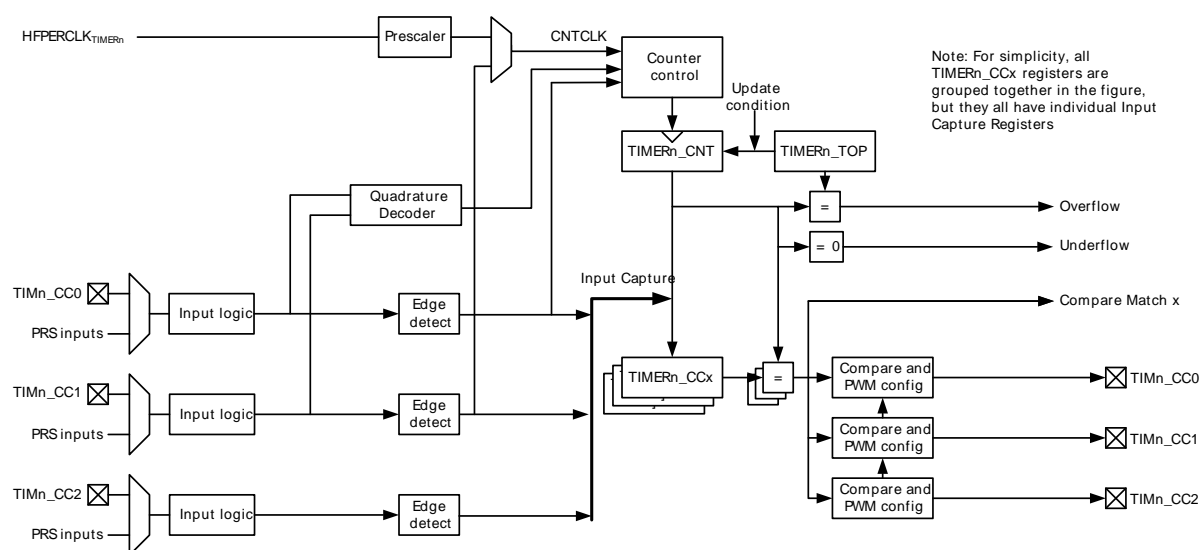 HFPERCLKTIMERn
Prescaler
CNTCLK
Counter
control
Note: For simplicity, all
TIMERn_CCx registers are
grouped together in the figure,
but they all have individual Input
Capture Registers
Update
condition
TIMERn_CNT
TIMERn_TOP
Quadrature
Decoder
=
Overflow
= 0
Underflow
Input Capture
TIMn_CC0
PRS inputs
Input logic
Edge
detect
Compare Match x
TIMERn_CCx
=
Compare and
PWM config
TIMn_CC0
TIMn_CC1
PRS inputs
Input logic
Edge
detect
Compare and
PWM config
TIMn_CC1
TIMn_CC2
PRS inputs
Input logic
Edge
detect
Compare and
PWM config
TIMn_CC2